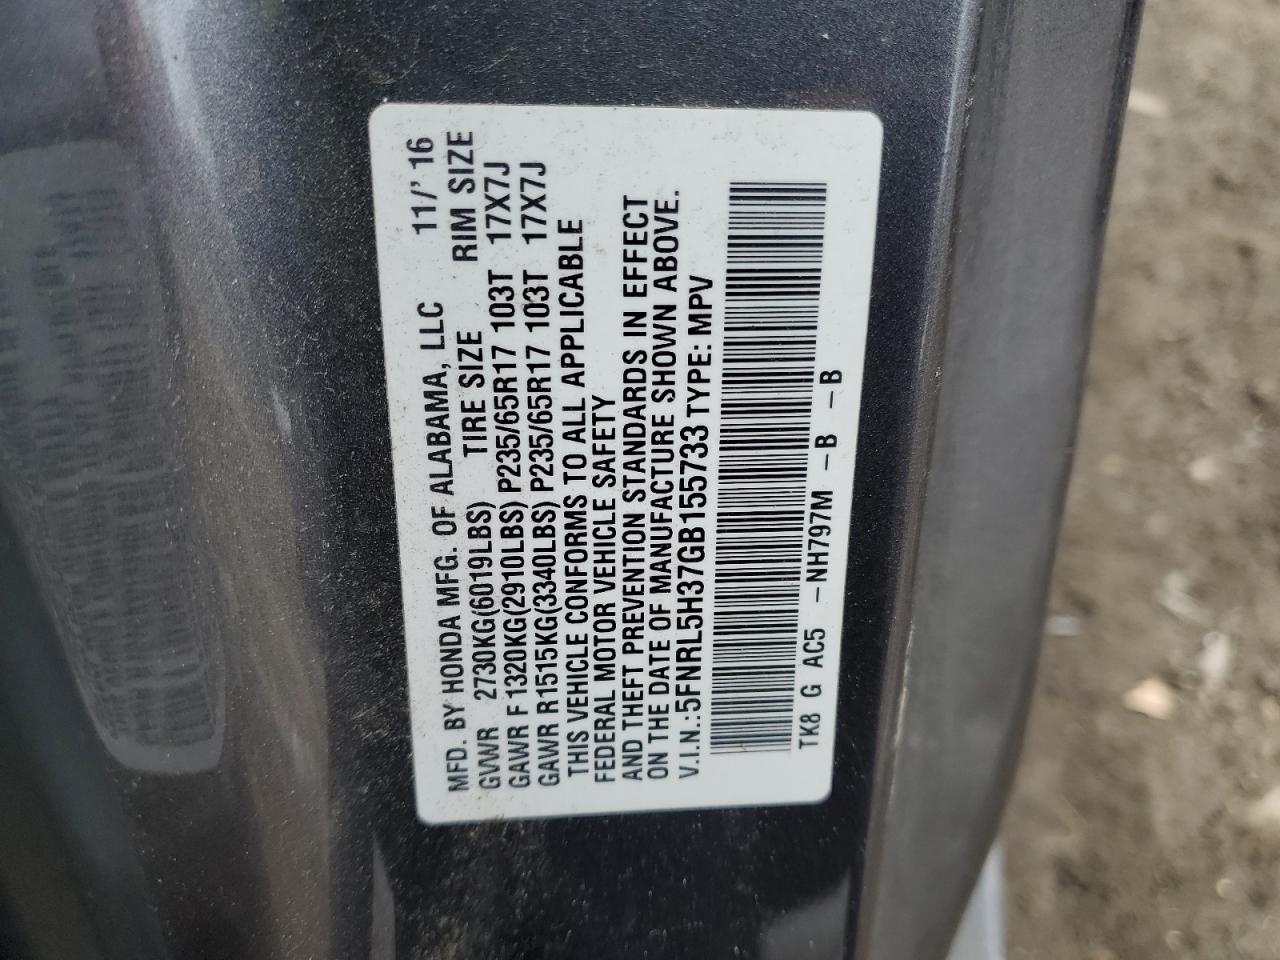 MFD. BY HONDA MFG. OF ALABAMA, LLC 11/' 16
GVWR 2730KG(6019LBS) TIRE SIZE RIM SIZE
GAWR F 1320KG(2910LBS) P235/65R17 103T 17X7J
GAWR R1515KG(3340LBS) P235/65R17 103T 17X7J
THIS VEHICLE CONFORMS TO ALL APPLICABLE
FEDERAL MOTOR VEHICLE SAFETY
AND THEFT PREVENTION STANDARDS IN EFFECT
ON THE DATE OF MANUFACTURE SHOWN ABOVE.
V.I.N.:5FNRL5H37GB155733 TYPE: MPV
TK8 G AC5 -NH797M -B -B